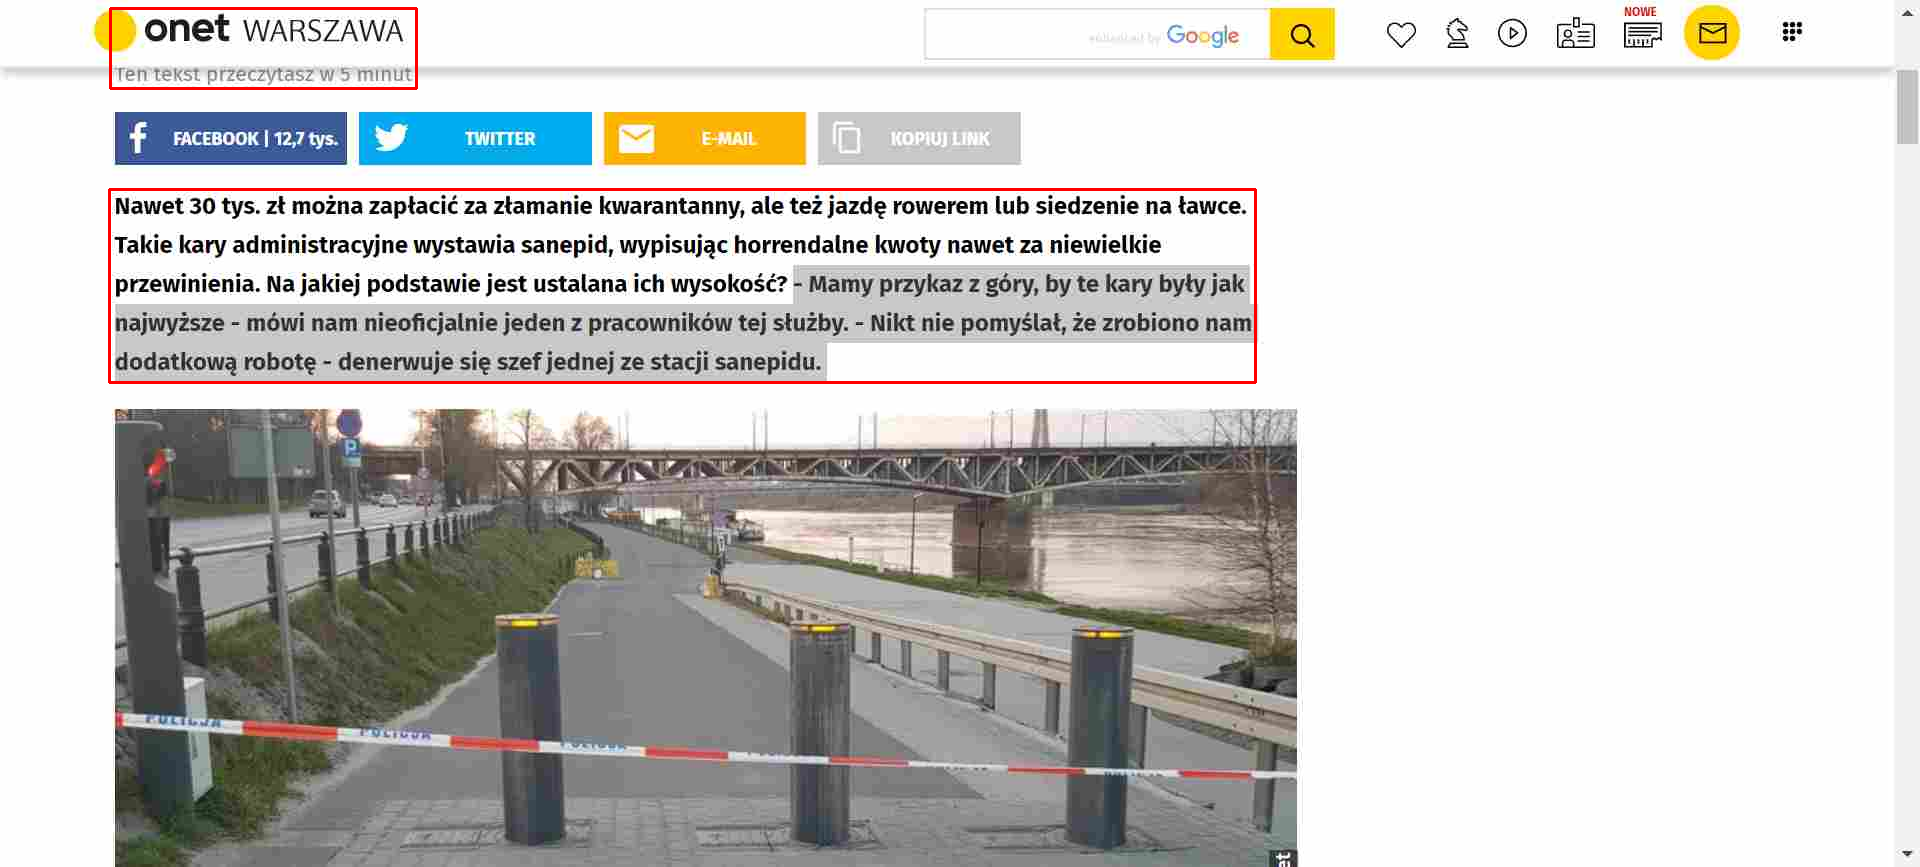 onet WARSZAWA
enhanced by Google
NOWE
Ten tekst przeczytasz w 5 minut
FACEBOOK | 12,7 tys.
TWITTER
E-MAIL
KOPIUJ LINK
Nawet 30 tys. zł można zapłacić za złamanie kwarantanny, ale też jazdę rowerem lub siedzenie na ławce.
Takie kary administracyjne wystawia sanepid, wypisując horrendalne kwoty nawet za niewielkie
przewinienia. Na jakiej podstawie jest ustalana ich wysokość? - Mamy przykaz z góry, by te kary były jak
najwyższe - mówi nam nieoficjalnie jeden z pracowników tej służby. - Nikt nie pomyślał, że zrobiono nam
dodatkową robotę - denerwuje się szef jednej ze stacji sanepidu.
P
POLICJA
POLICJA
POLICJA
et